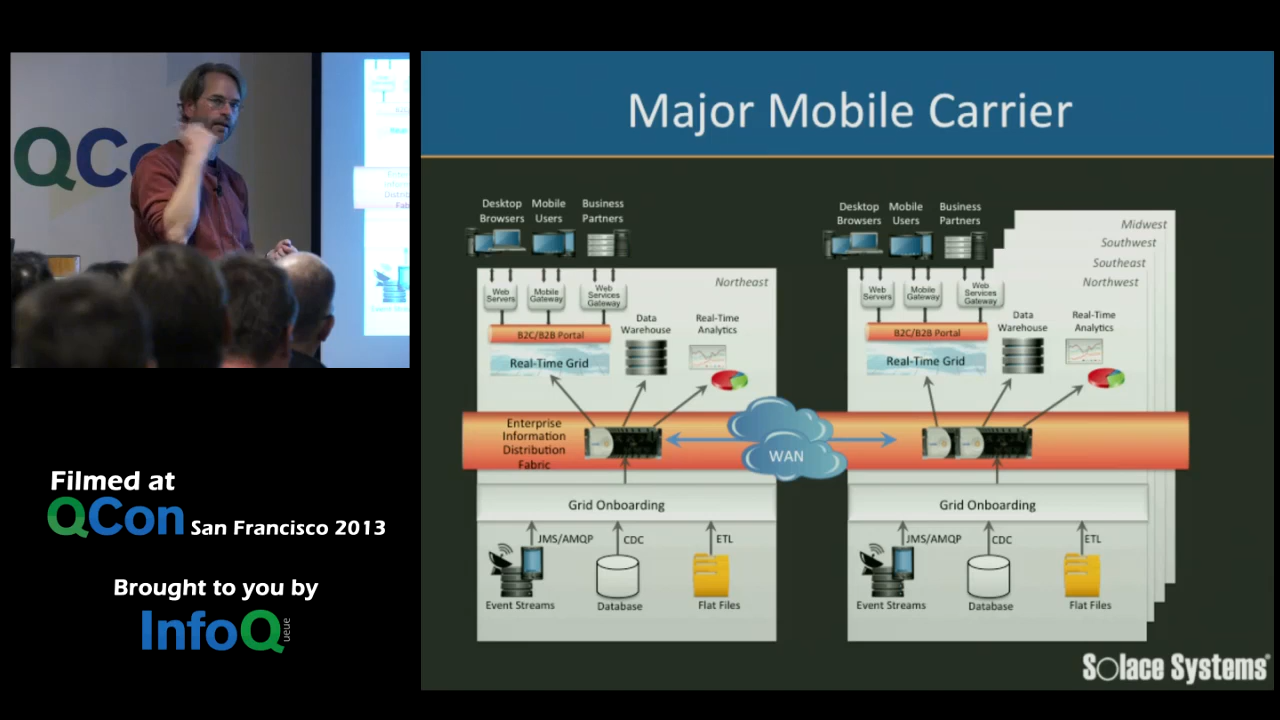 QCo
Filmed at
QCon San Francisco 2013
Brought to you by
InfoQ
ueue
Major Mobile Carrier
Desktop Browsers
Mobile Users
Business Partners
Northeast
Web Servers
Mobile Gateway
Web Services Gateway
B2C/B2B Portal
Real-Time Grid
Data Warehouse
Real-Time Analytics
Enterprise
Information
Distribution
Fabric
WAN
Grid Onboarding
JMS/AMQP
CDC
ETL
Event Streams
Database
Flat Files
Desktop Browsers
Mobile Users
Business Partners
Midwest
Southwest
Southeast
Northwest
Web Servers
Mobile Gateway
Web Services Gateway
B2C/B2B Portal
Real-Time Grid
Data Warehouse
Real-Time Analytics
Grid Onboarding
JMS/AMQP
CDC
ETL
Event Streams
Database
Flat Files
Solace Systems